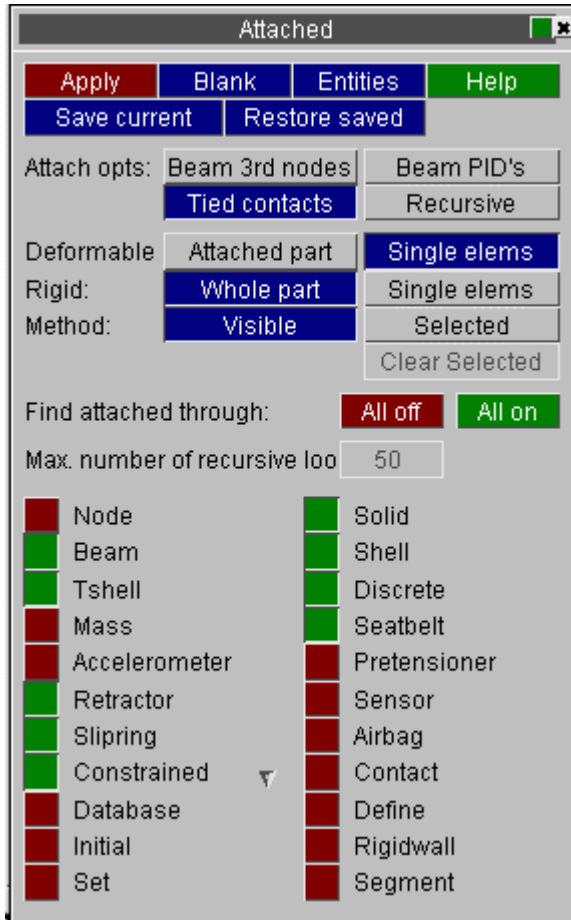 Attached
Apply Blank Entities Help
Save current Restore saved
Attach opts: Beam 3rd nodes Beam PID's
Tied contacts Recursive
Deformable Attached part Single elems
Rigid: Whole part Single elems
Method: Visible Selected
Clear Selected
Find attached through: All off All on
Max. number of recursive loo 50
Node Solid
Beam Shell
Tshell Discrete
Mass Seatbelt
Accelerometer Pretensioner
Retractor Sensor
Slipring Airbag
Constrained Contact
Database Define
Initial Rigidwall
Set Segment